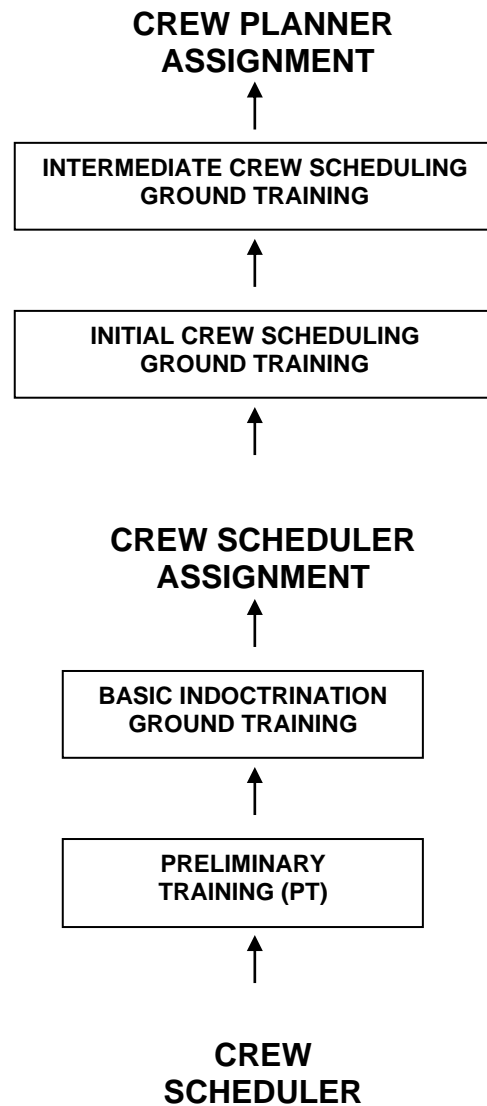 CREW PLANNER
ASSIGNMENT
INTERMEDIATE CREW SCHEDULING
GROUND TRAINING
INITIAL CREW SCHEDULING
GROUND TRAINING
CREW SCHEDULER
ASSIGNMENT
BASIC INDOCTRINATION
GROUND TRAINING
PRELIMINARY
TRAINING (PT)
CREW
SCHEDULER